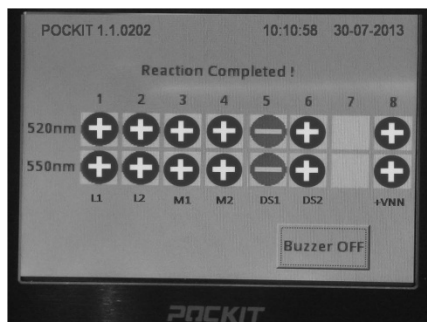 POCKIT 1.1.0202 10:10:58 30-07-2013
Reaction Completed !
1 2 3 4 5 6 7 8
520nm + + + + − + +
550nm + + + + − + +
L1 L2 M1 M2 DS1 DS2 +VNN
Buzzer OFF
POCKIT